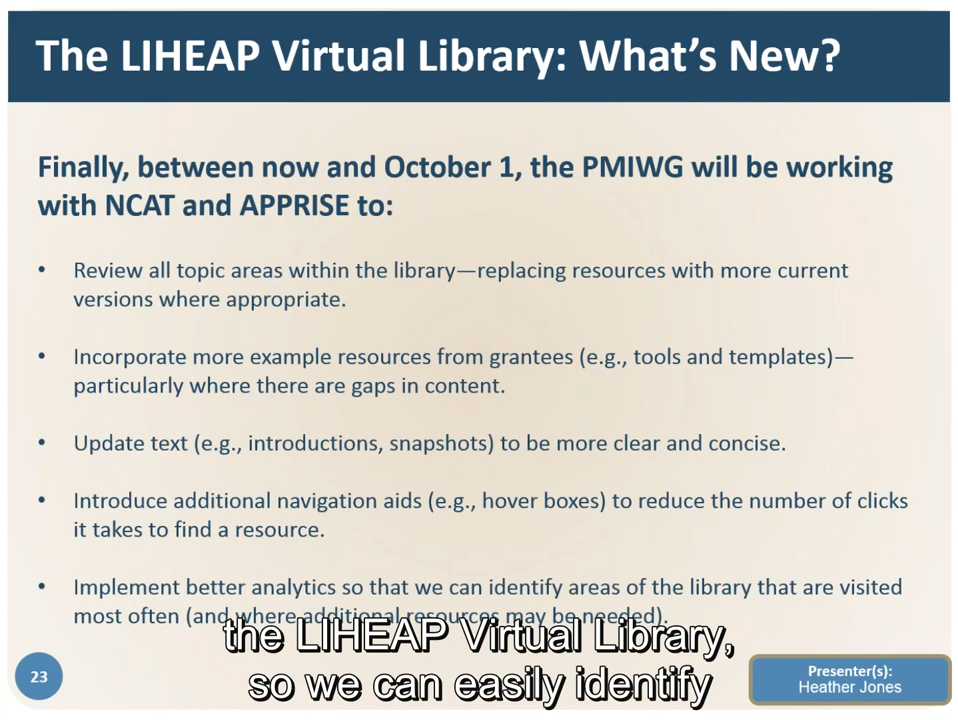 The LIHEAP Virtual Library: What's New?
Finally, between now and October 1, the PMIWG will be working
with NCAT and APPRISE to:
• Review all topic areas within the library—replacing resources with more current
versions where appropriate.
• Incorporate more example resources from grantees (e.g., tools and templates)—
particularly where there are gaps in content.
• Update text (e.g., introductions, snapshots) to be more clear and concise.
• Introduce additional navigation aids (e.g., hover boxes) to reduce the number of clicks
it takes to find a resource.
• Implement better analytics so that we can identify areas of the library that are visited
most often (and where additional resources may be needed).
the LIHEAP Virtual Library,
so we can easily identify
23
Presenter(s):
Heather Jones